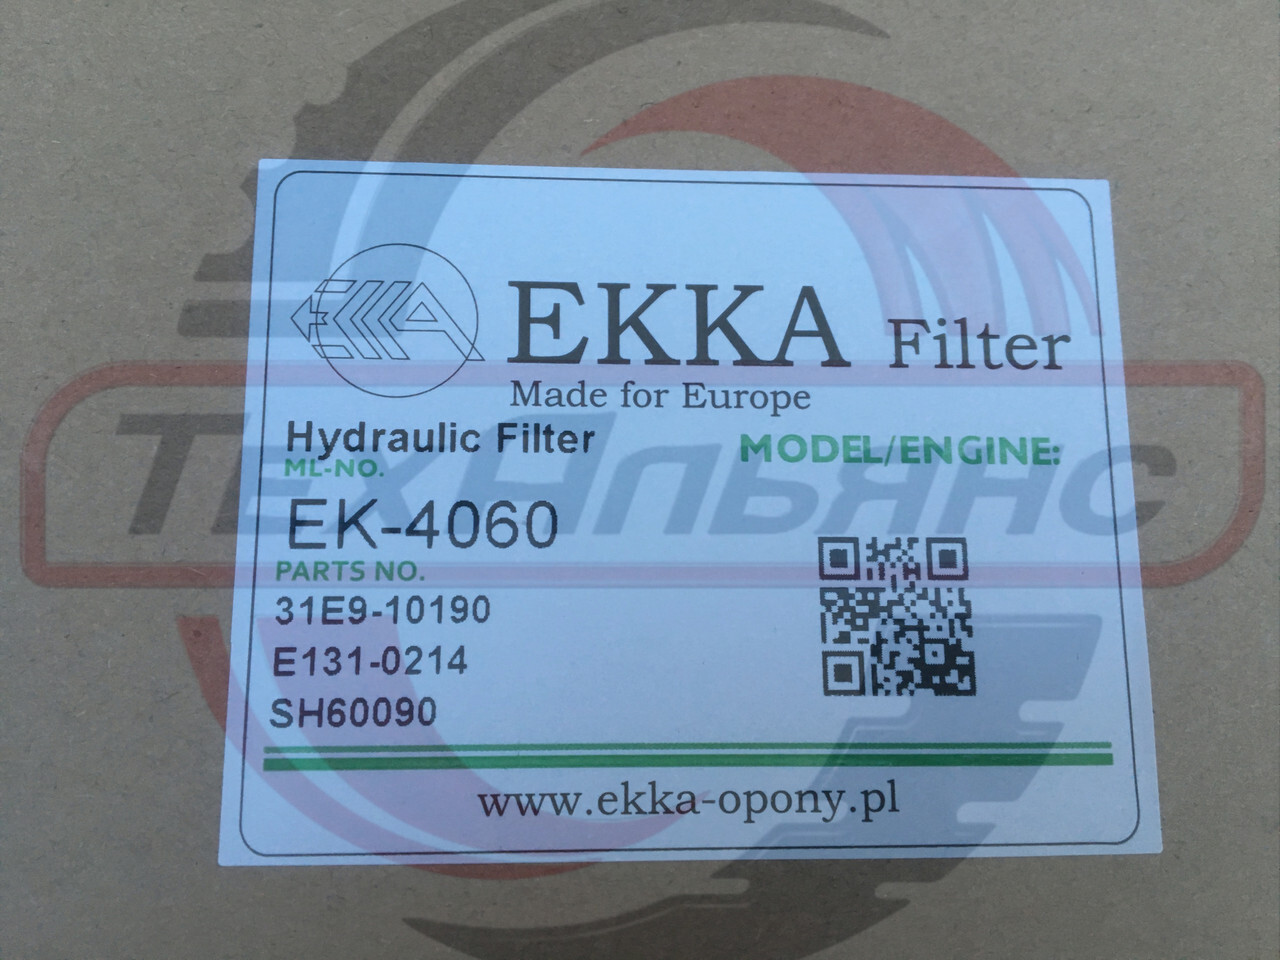 EKKA
EKKA Filter
Made for Europe
Hydraulic Filter
MODEL/ENGINE:
ML-NO.
EK-4060
PARTS NO.
31E9-10190
E131-0214
SH60090
www.ekka-opony.pl
ТехАльянс